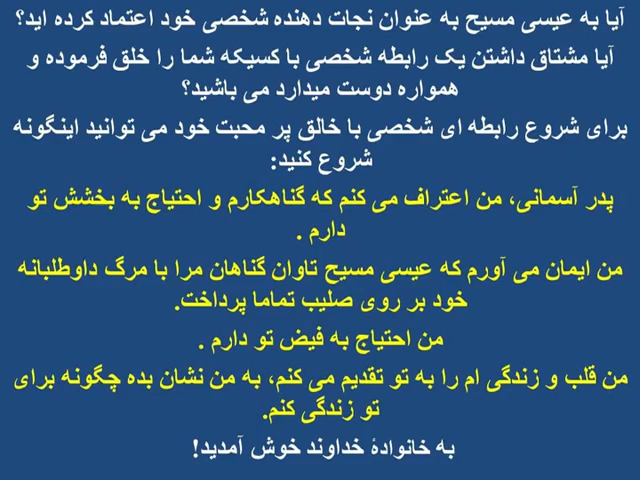 آیا به عیسی مسیح به عنوان نجات دهنده شخصی خود اعتماد کرده اید؟
آیا مشتاق داشتن یک رابطه شخصی با کسیکه شما را خلق فرموده و
همواره دوست میدارد می باشید؟
برای شروع رابطه ای شخصی با خالق پر محبت خود می توانید اینگونه
شروع کنید:
پدر آسمانی، من اعتراف می کنم که گناهکارم و احتیاج به بخشش تو
دارم .
من ایمان می آورم که عیسی مسیح تاوان گناهان مرا با مرگ داوطلبانه
خود بر روی صلیب تماما پرداخت.
من احتیاج به فیض تو دارم .
من قلب و زندگی ام را به تو تقدیم می کنم، به من نشان بده چگونه برای
تو زندگی کنم.
به خانوادهٔ خداوند خوش آمدید!